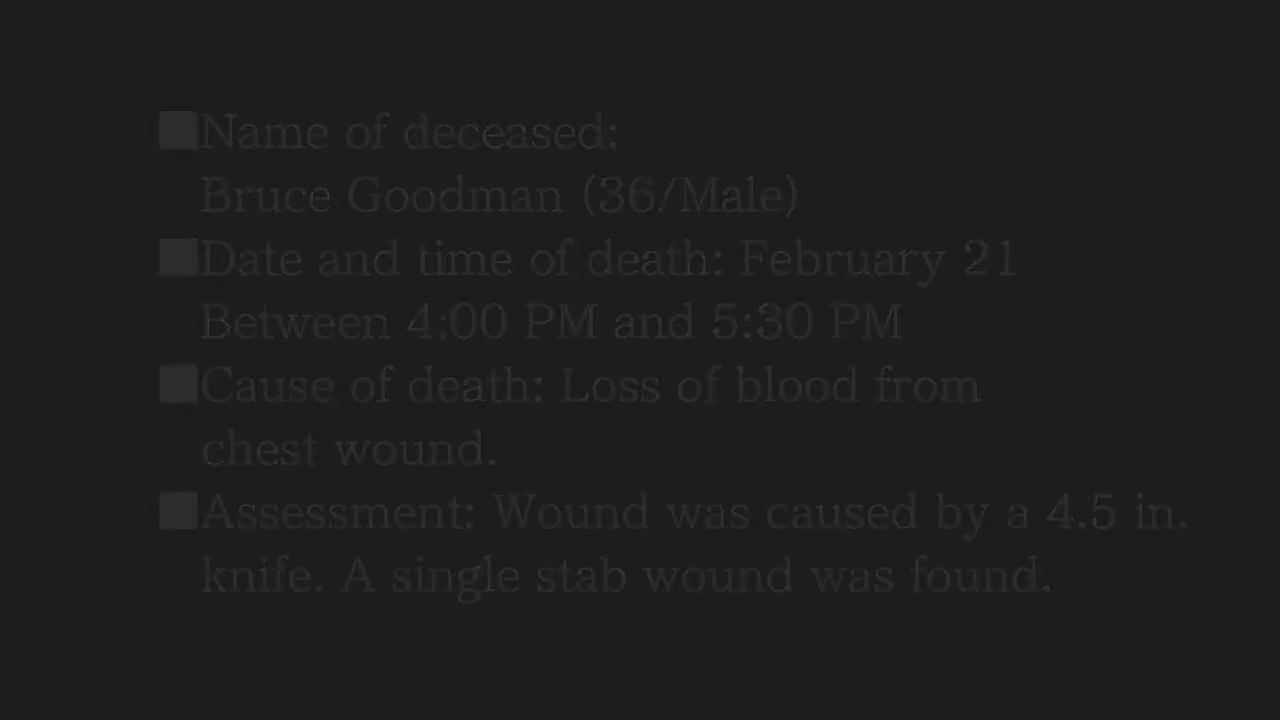 ■Name of deceased:
Bruce Goodman (36/Male)
■Date and time of death: February 21
Between 4:00 PM and 5:30 PM
■Cause of death: Loss of blood from
chest wound.
■Assessment: Wound was caused by a 4.5 in.
knife. A single stab wound was found.